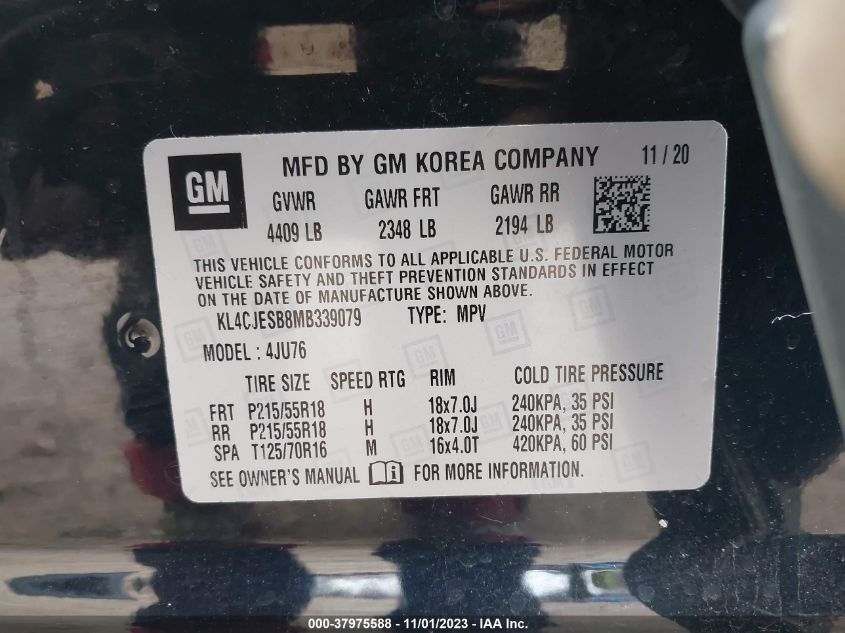 GM
MFD BY GM KOREA COMPANY 11 / 20
GVWR GAWR FRT GAWR RR
4409 LB 2348 LB 2194 LB
THIS VEHICLE CONFORMS TO ALL APPLICABLE U.S. FEDERAL MOTOR
VEHICLE SAFETY AND THEFT PREVENTION STANDARDS IN EFFECT
ON THE DATE OF MANUFACTURE SHOWN ABOVE.
KL4CJESB8MB339079 TYPE: MPV
MODEL : 4JU76
TIRE SIZE SPEED RTG RIM COLD TIRE PRESSURE
FRT P215/55R18 H 18x7.0J 240KPA, 35 PSI
RR P215/55R18 H 18x7.0J 240KPA, 35 PSI
SPA T125/70R16 M 16x4.0T 420KPA, 60 PSI
SEE OWNER'S MANUAL FOR MORE INFORMATION.
000-37975588 - 11/01/2023 - IAA Inc.